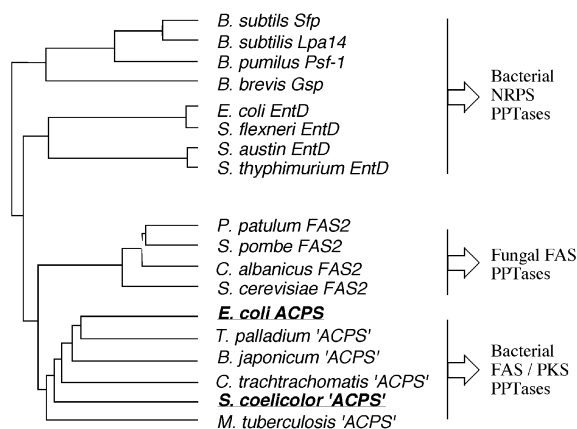 B. subtils Sfp
B. subtilis Lpa14
B. pumilus Psf-1
B. brevis Gsp
E. coli EntD
S. flexneri EntD
S. austin EntD
S. thyphimurium EntD
Bacterial
NRPS
PPTases
P. patulum FAS2
S. pombe FAS2
C. albanicus FAS2
S. cerevisiae FAS2
Fungal FAS
PPTases
E. coli ACPS
T. palladium 'ACPS'
B. japonicum 'ACPS'
C. trachtrachomatis 'ACPS'
S. coelicolor 'ACPS'
M. tuberculosis 'ACPS'
Bacterial
FAS / PKS
PPTases